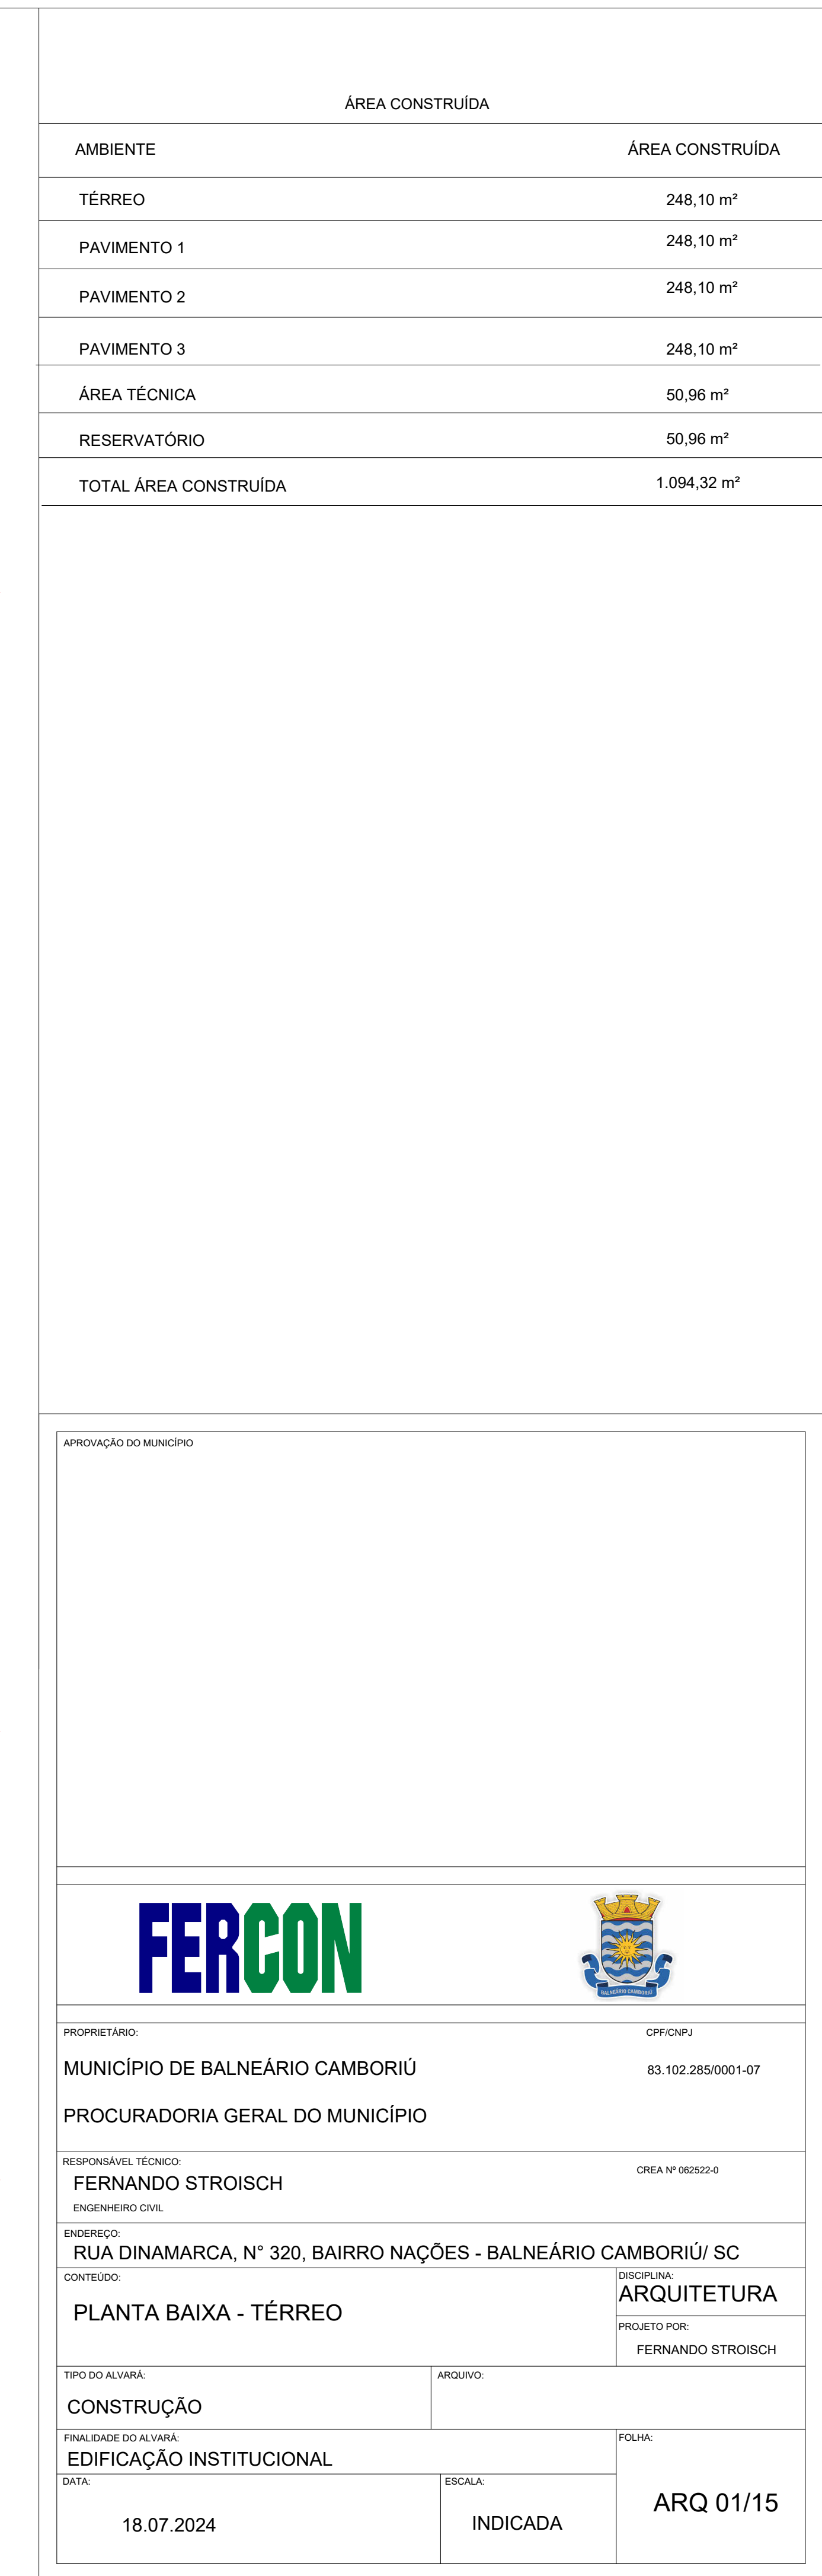 ÁREA CONSTRUÍDA
AMBIENTE ÁREA CONSTRUÍDA
TÉRREO 248,10 m²
PAVIMENTO 1 248,10 m²
PAVIMENTO 2 248,10 m²
PAVIMENTO 3 248,10 m²
ÁREA TÉCNICA 50,96 m²
RESERVATÓRIO 50,96 m²
TOTAL ÁREA CONSTRUÍDA 1.094,32 m²
APROVAÇÃO DO MUNICÍPIO
FERCON
BALNEÁRIO CAMBORIÚ
PROPRIETÁRIO: CPF/CNPJ
MUNICÍPIO DE BALNEÁRIO CAMBORIÚ 83.102.285/0001-07
PROCURADORIA GERAL DO MUNICÍPIO
RESPONSÁVEL TÉCNICO:
FERNANDO STROISCH CREA Nº 062522-0
ENGENHEIRO CIVIL
ENDEREÇO:
RUA DINAMARCA, N° 320, BAIRRO NAÇÕES - BALNEÁRIO CAMBORIÚ/ SC
CONTEÚDO: DISCIPLINA:
PLANTA BAIXA - TÉRREO ARQUITETURA
PROJETO POR:
FERNANDO STROISCH
TIPO DO ALVARÁ: ARQUIVO:
CONSTRUÇÃO
FINALIDADE DO ALVARÁ: FOLHA:
EDIFICAÇÃO INSTITUCIONAL
DATA: ESCALA:
18.07.2024 INDICADA ARQ 01/15